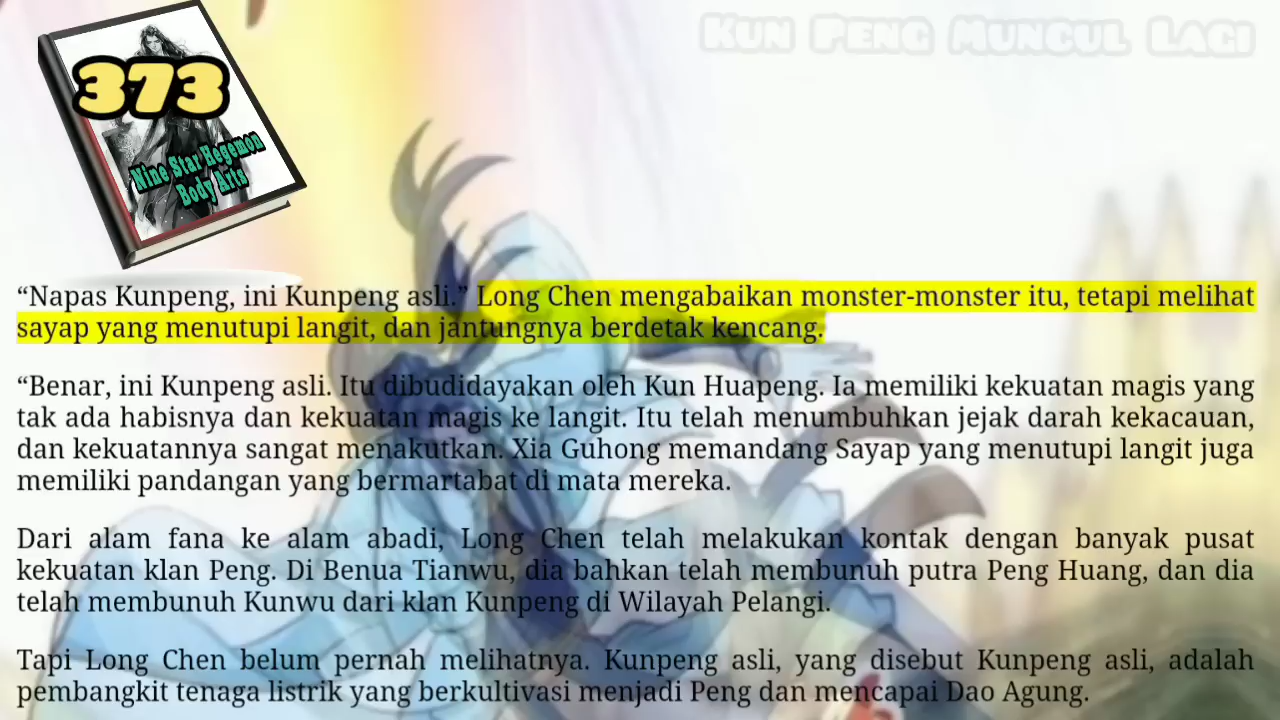 Kun Peng Muncul Lagi
373
Nine Star Hegemon
Body Arts
“Napas Kunpeng, ini Kunpeng asli.” Long Chen mengabaikan monster-monster itu, tetapi melihat
sayap yang menutupi langit, dan jantungnya berdetak kencang.
“Benar, ini Kunpeng asli. Itu dibudidayakan oleh Kun Huapeng. Ia memiliki kekuatan magis yang
tak ada habisnya dan kekuatan magis ke langit. Itu telah menumbuhkan jejak darah kekacauan,
dan kekuatannya sangat menakutkan. Xia Guhong memandang Sayap yang menutupi langit juga
memiliki pandangan yang bermartabat di mata mereka.
Dari alam fana ke alam abadi, Long Chen telah melakukan kontak dengan banyak pusat
kekuatan klan Peng. Di Benua Tianwu, dia bahkan telah membunuh putra Peng Huang, dan dia
telah membunuh Kunwu dari klan Kunpeng di Wilayah Pelangi.
Tapi Long Chen belum pernah melihatnya. Kunpeng asli, yang disebut Kunpeng asli, adalah
pembangkit tenaga listrik yang berkultivasi menjadi Peng dan mencapai Dao Agung.